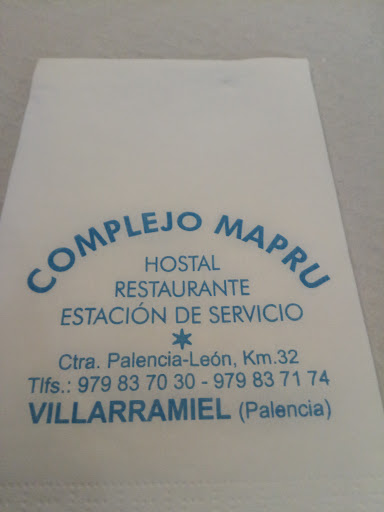 COMPLEJO MAPRU
HOSTAL
RESTAURANTE
ESTACIÓN DE SERVICIO
Ctra. Palencia-León, Km.32
Tlfs.: 979 83 70 30 - 979 83 71 74
VILLARRAMIEL (Palencia)